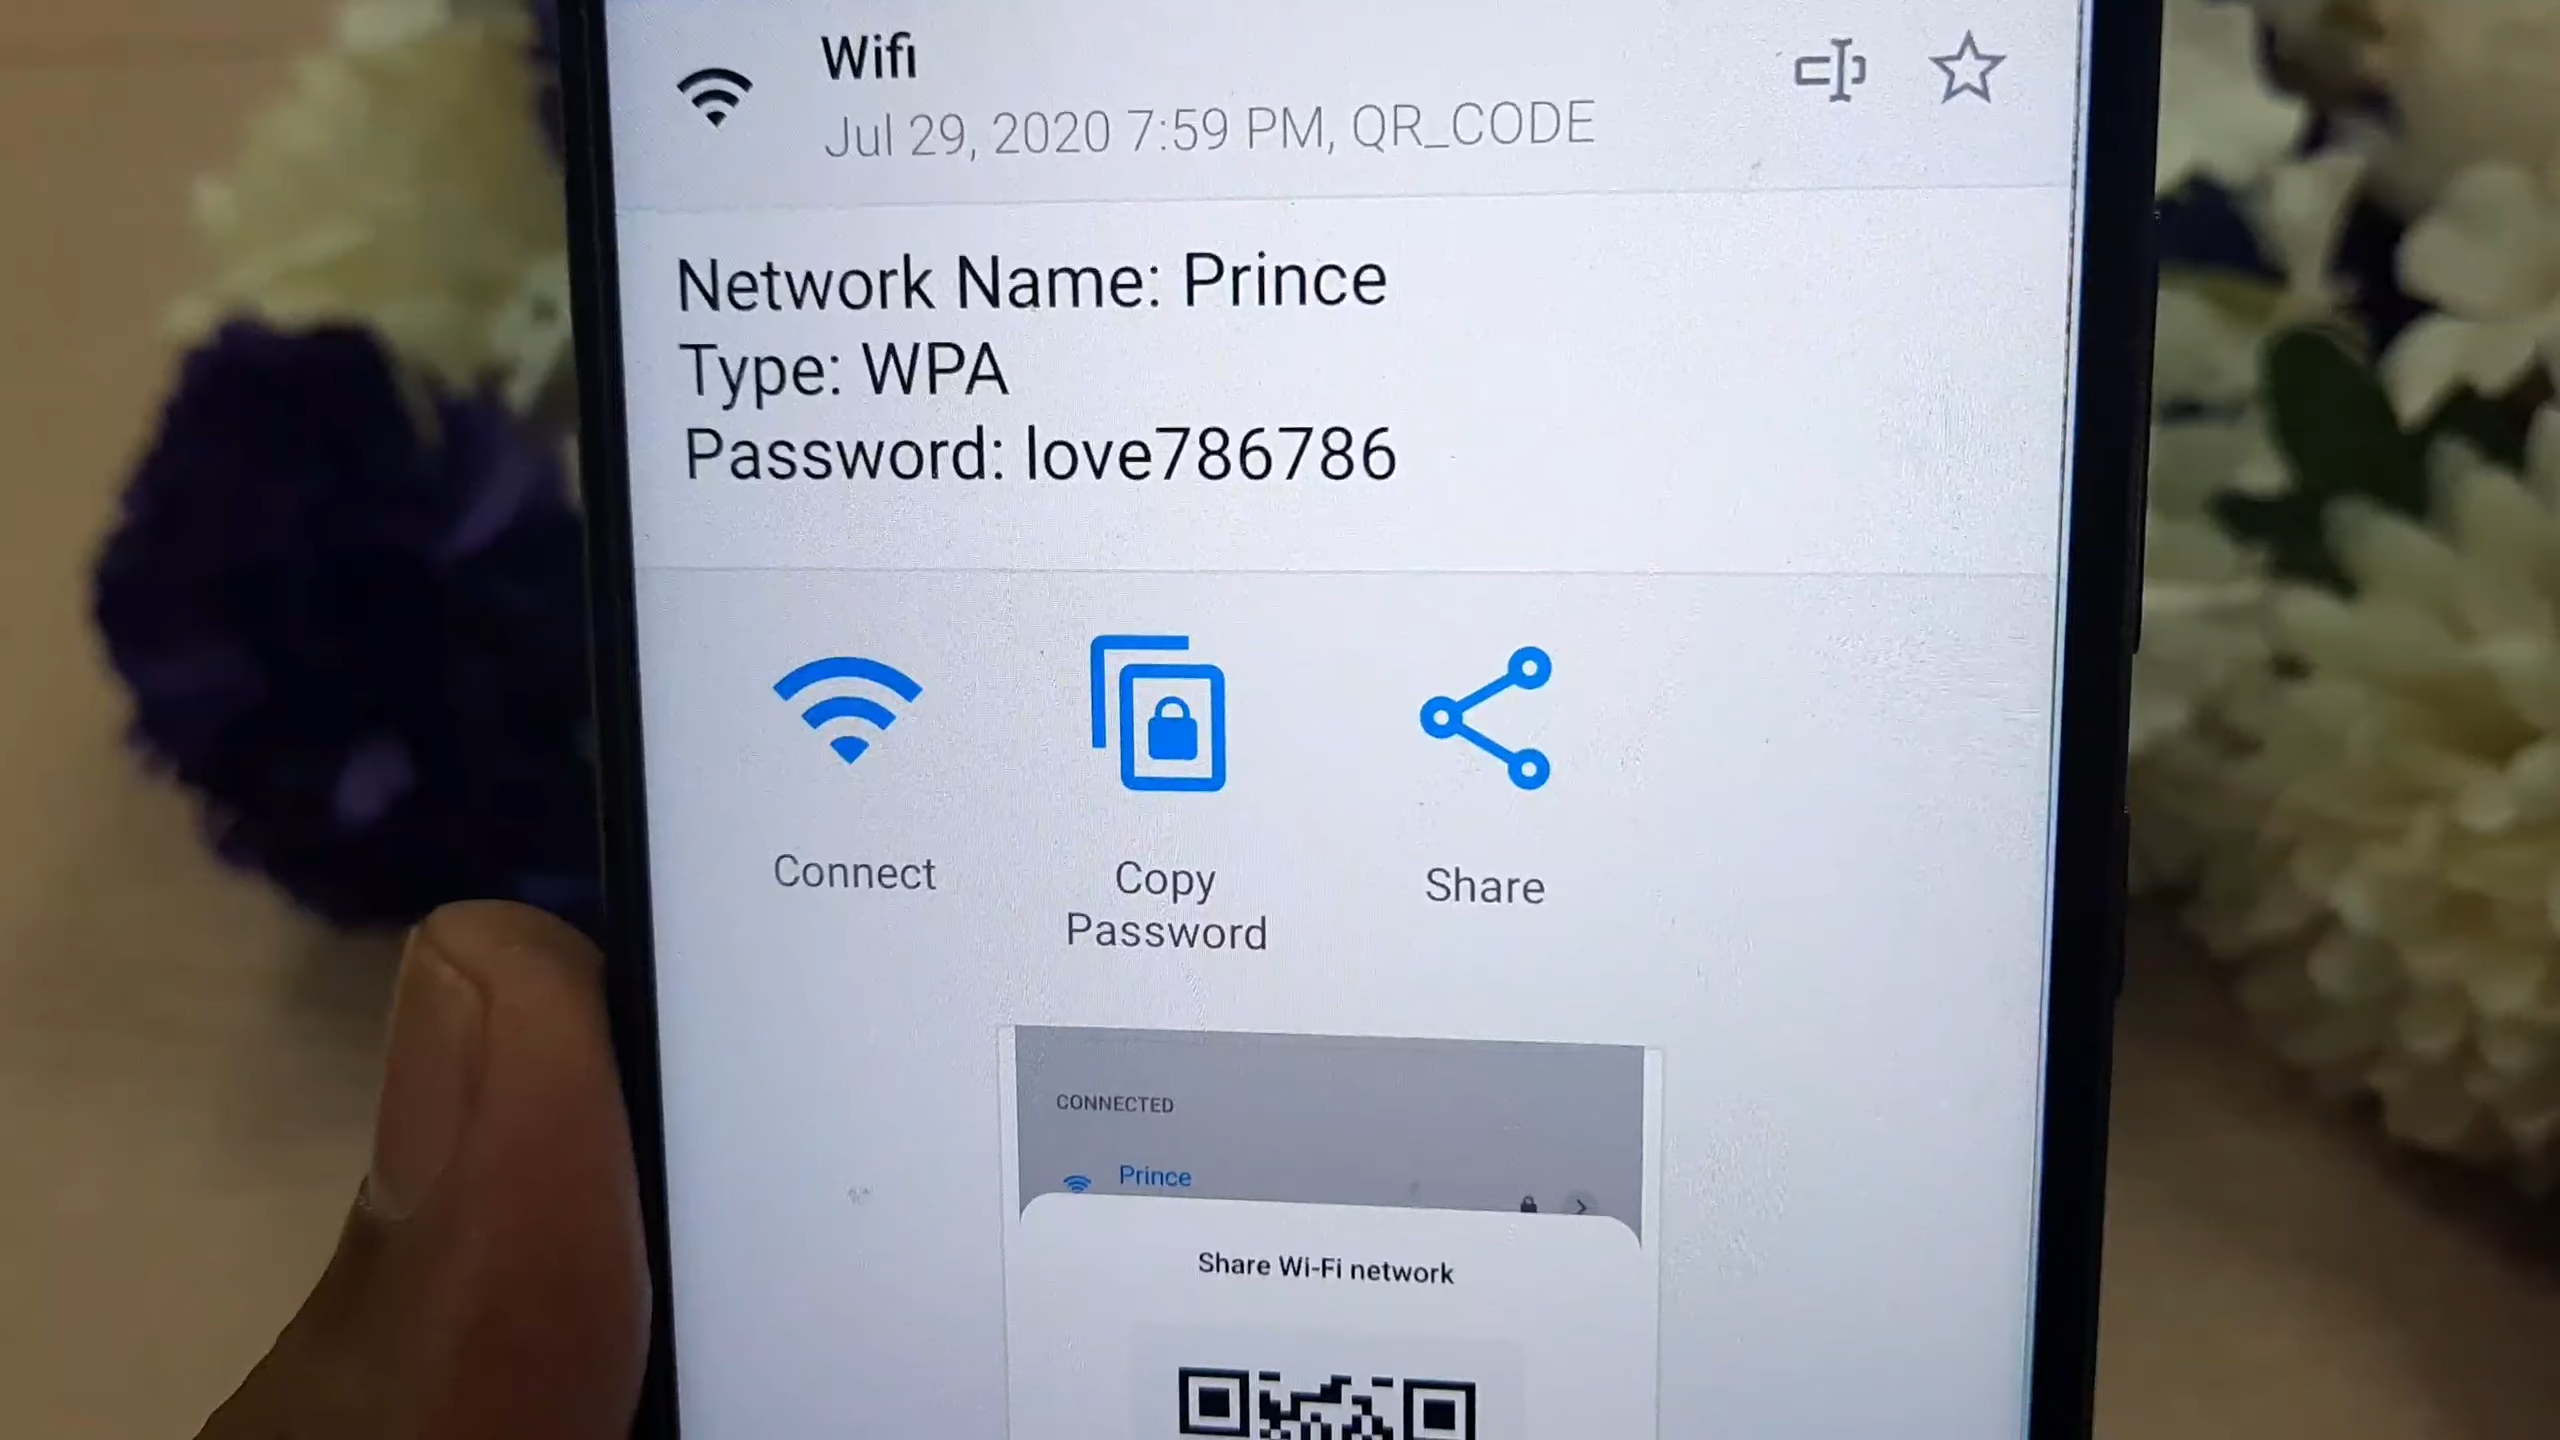 Wifi
Jul 29, 2020 7:59 PM, QR_CODE
Network Name: Prince
Type: WPA
Password: love786786
Connect
Copy
Password
Share
CONNECTED
Prince
Share Wi-Fi network